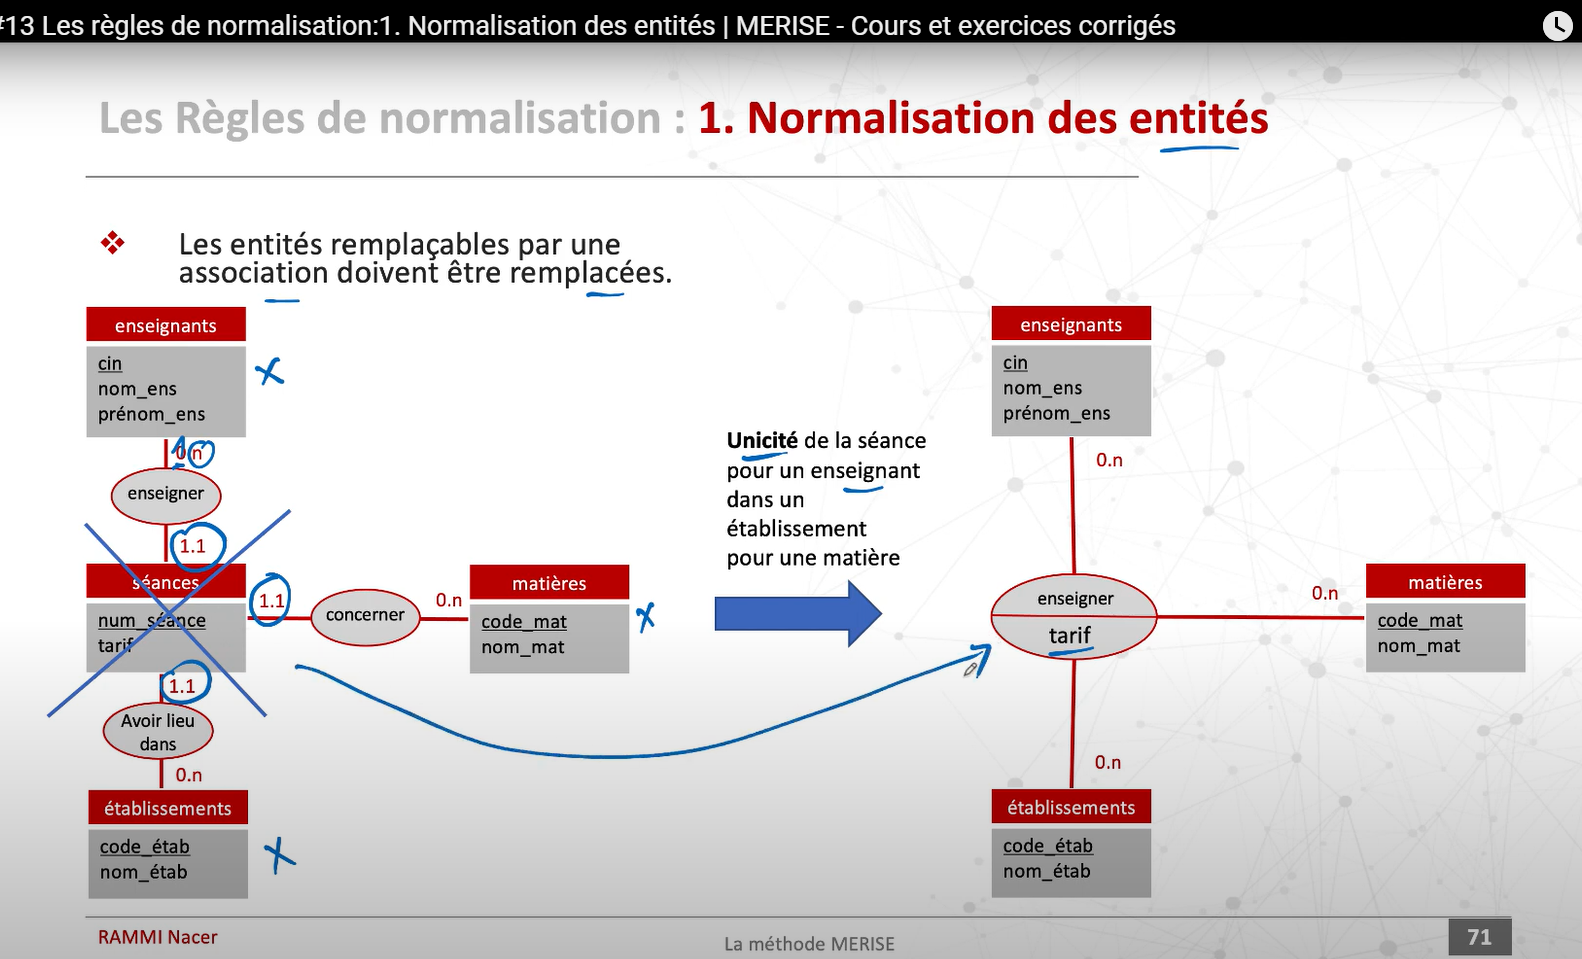 #13 Les règles de normalisation:1. Normalisation des entités | MERISE - Cours et exercices corrigés
Les Règles de normalisation : 1. Normalisation des entités
Les entités remplaçables par une
association doivent être remplacées.
enseignants
cin
nom_ens
prénom_ens
0.n
enseigner
1.1
séances
num_séance
tarif
1.1
concerner
0.n
matières
code_mat
nom_mat
1.1
Avoir lieu
dans
0.n
établissements
code_étab
nom_étab
Unicité de la séance
pour un enseignant
dans un
établissement
pour une matière
enseignants
cin
nom_ens
prénom_ens
0.n
enseigner
tarif
0.n
matières
code_mat
nom_mat
0.n
établissements
code_étab
nom_étab
RAMMI Nacer
La méthode MERISE
71